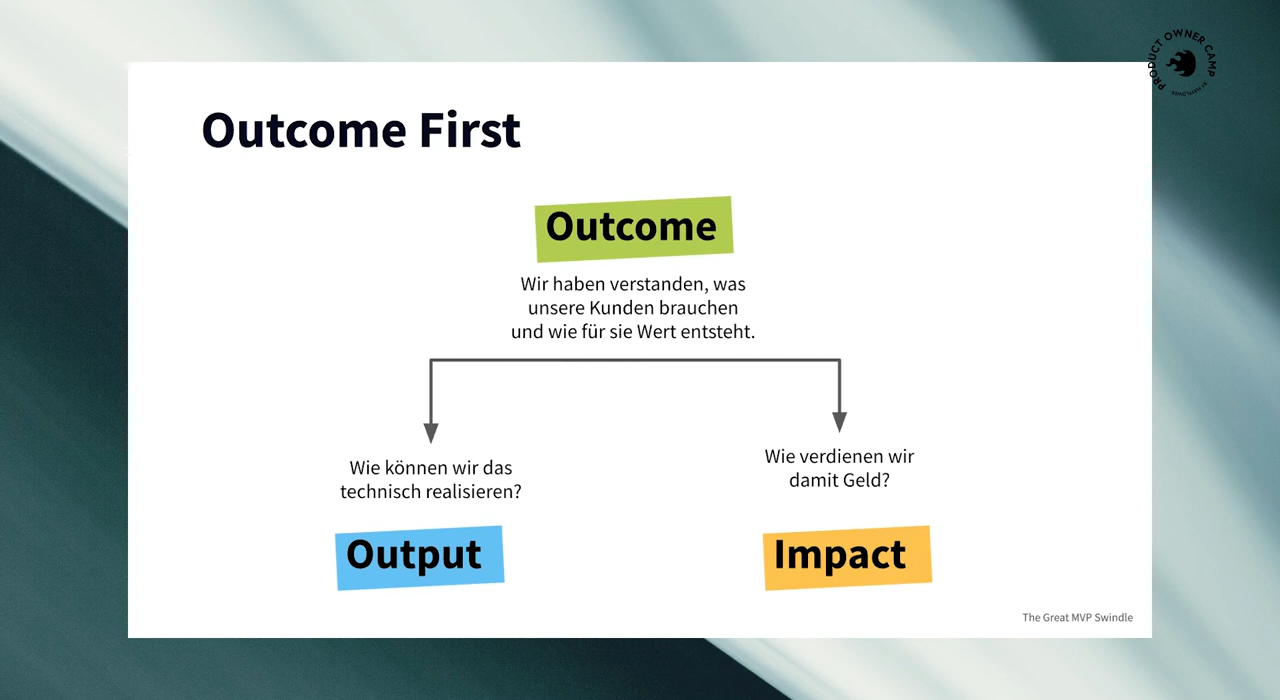 PRODUCT OWNER CAMP
Outcome First
Outcome
Wir haben verstanden, was
unsere Kunden brauchen
und wie für sie Wert entsteht.
Wie können wir das
technisch realisieren?
Wie verdienen wir
damit Geld?
Output
Impact
The Great MVP Swindle